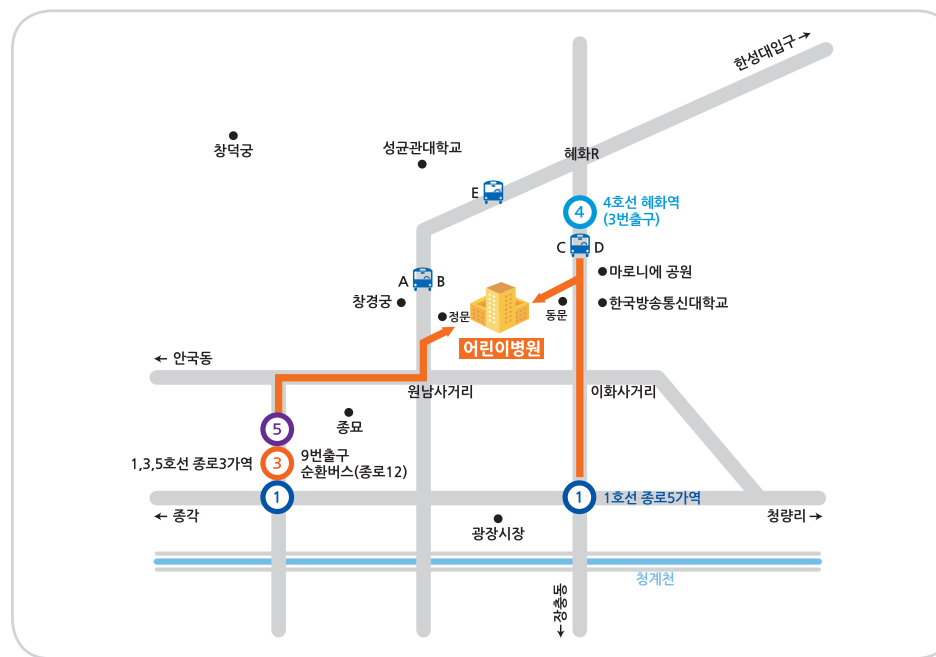 한성대입구 →
창덕궁
성균관대학교
혜화R
E
4
4호선 혜화역
(3번출구)
C D
마로니에 공원
A B
창경궁
정문
동문
한국방송통신대학교
어린이병원
← 안국동
원남사거리
이화사거리
5
종묘
1,3,5호선 종로3가역
3
9번출구
순환버스(종로12)
1
1
1호선 종로5가역
← 종각
광장시장
청량리 →
청계천
← 장충동